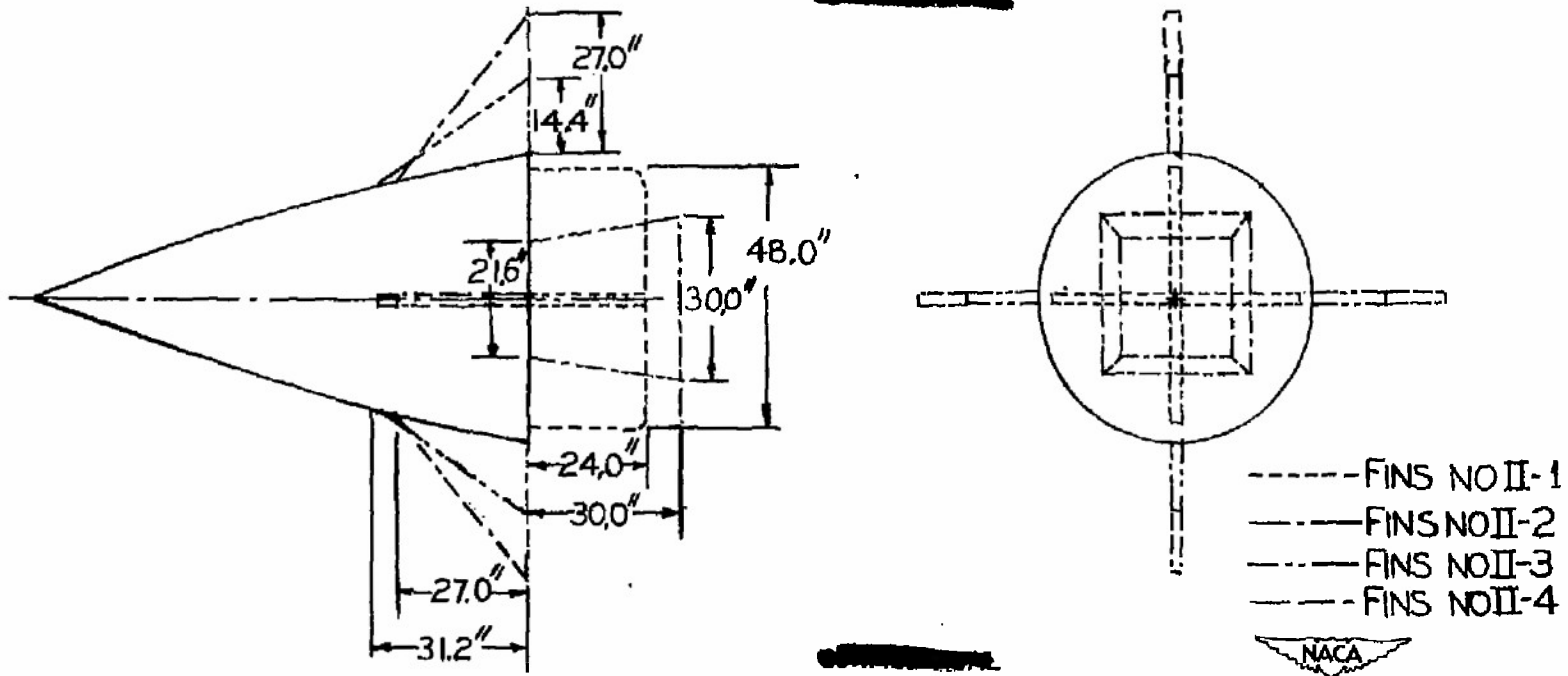 27.0"
14.4"
21.6"
48.0"
30.0"
24.0"
30.0"
27.0"
31.2"
FINS NO II-1
FINS NO II-2
FINS NO II-3
FINS NO II-4
NACA